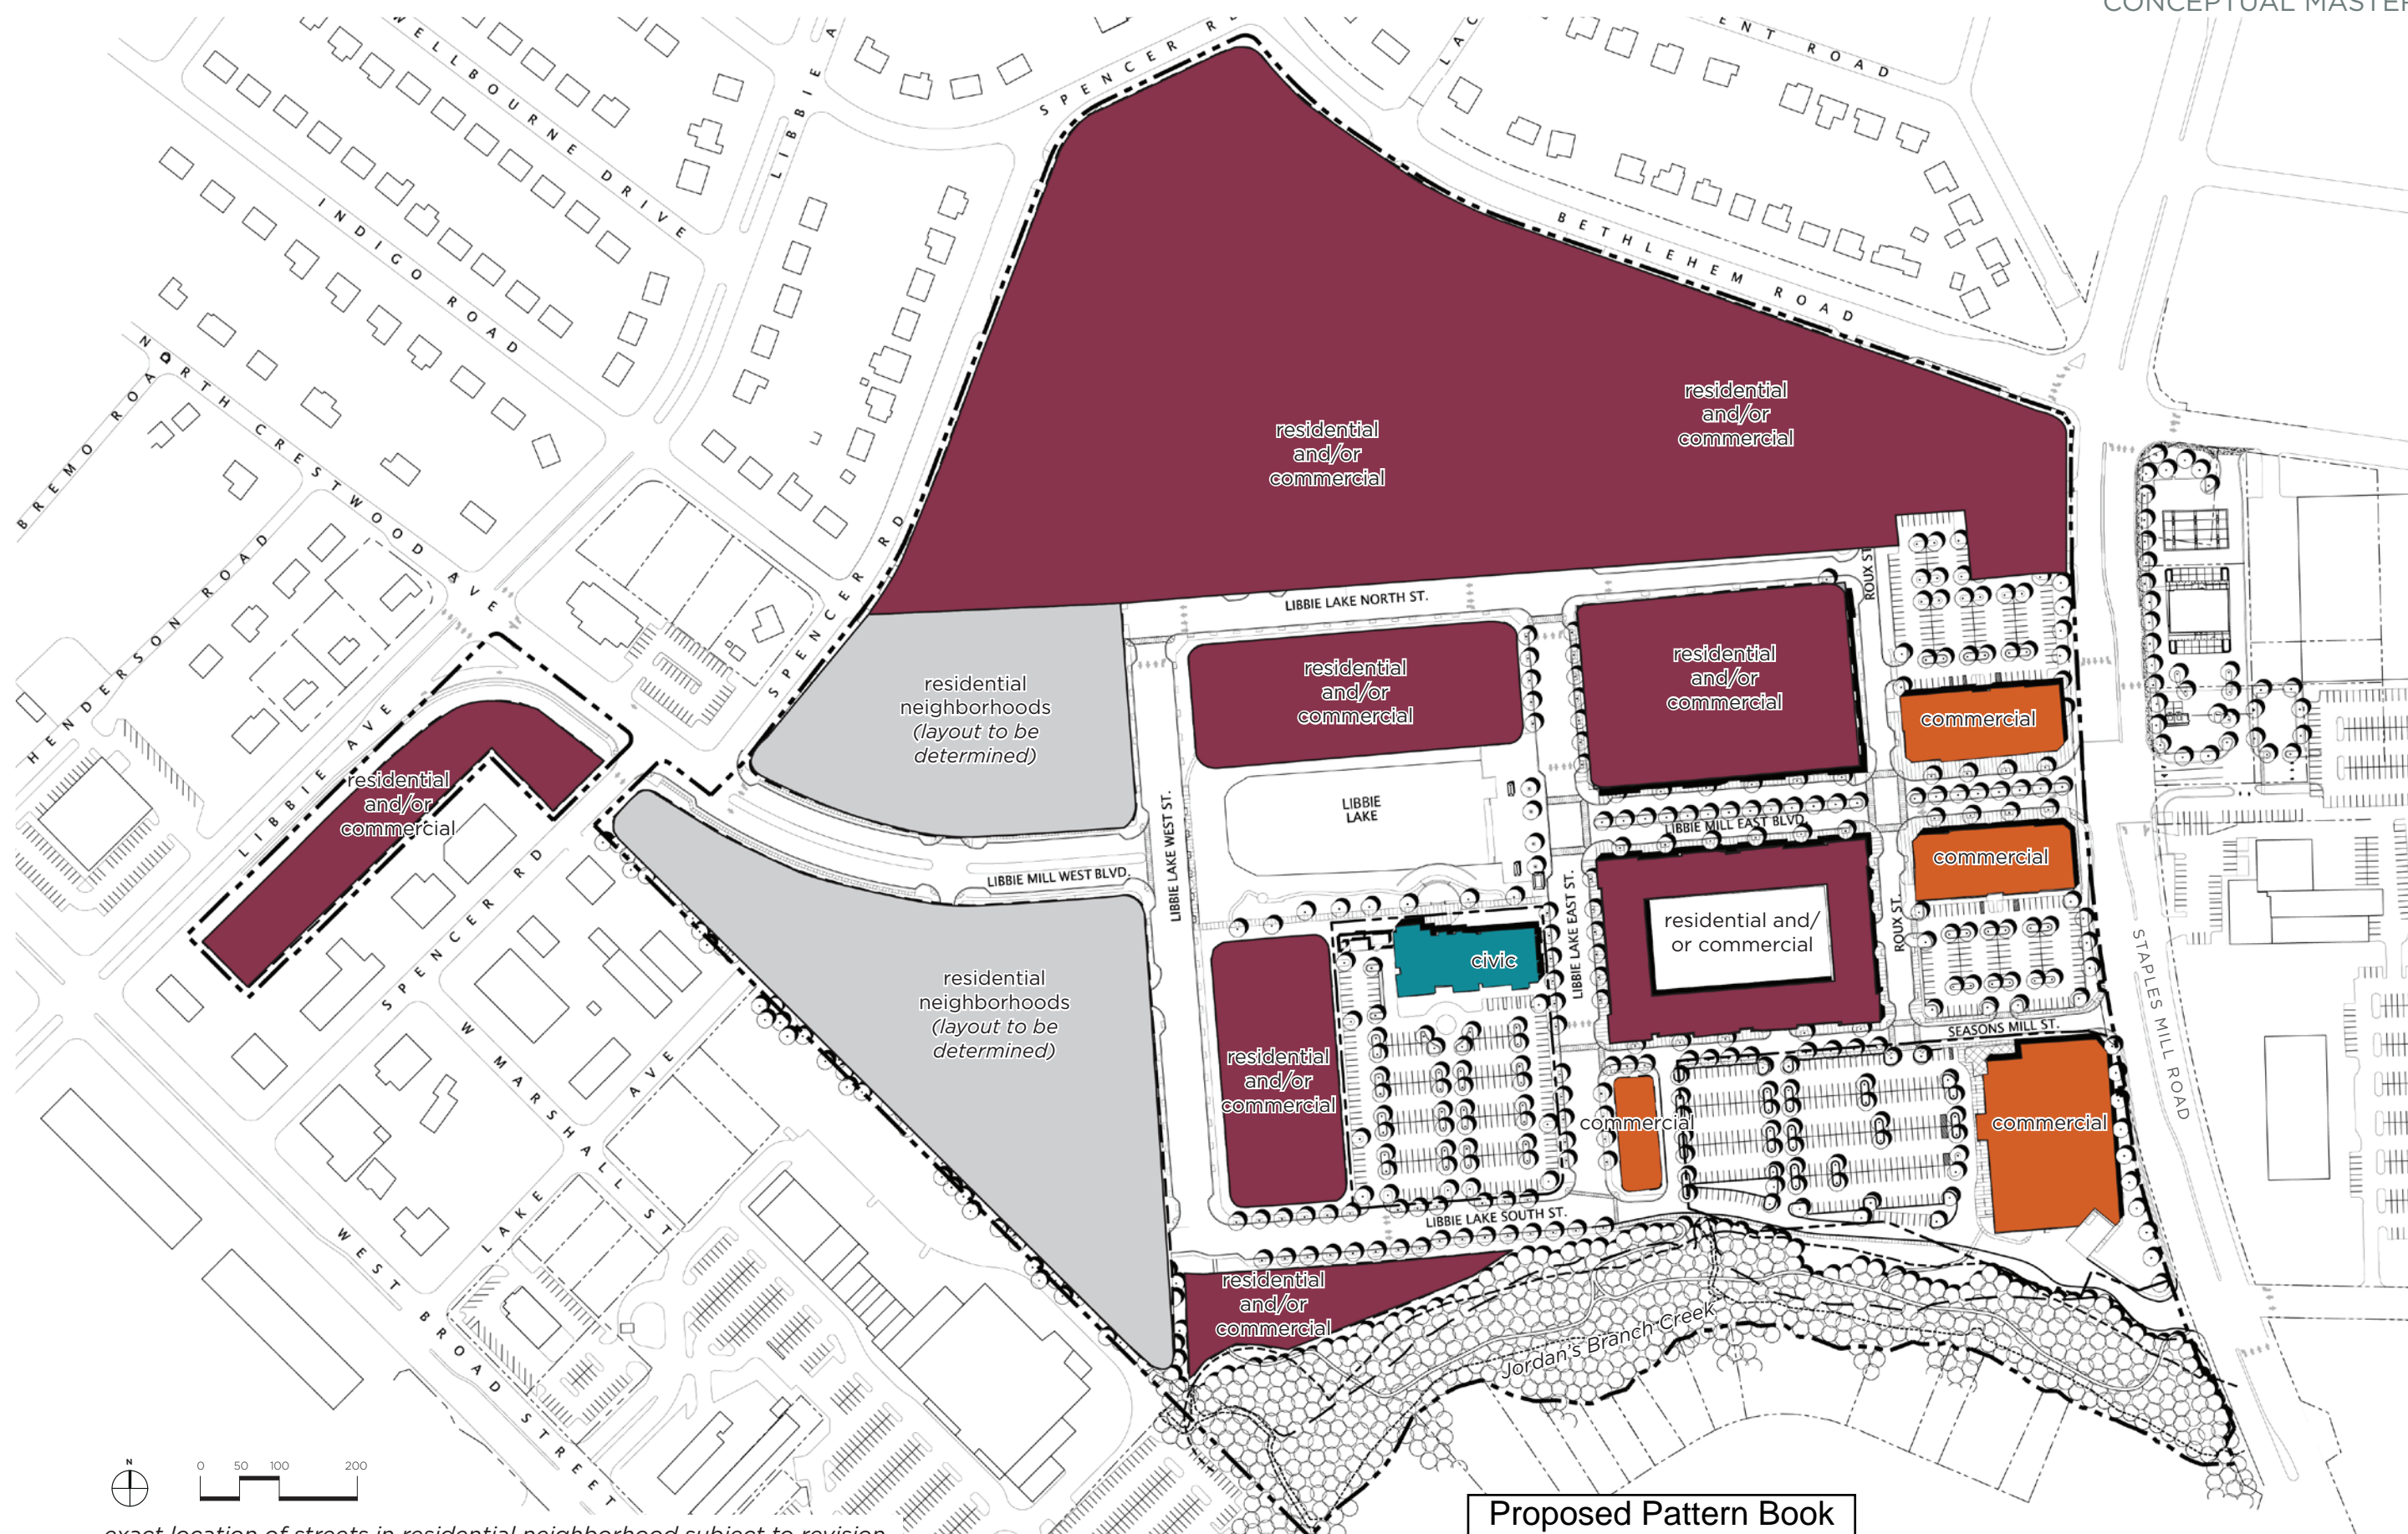 CONCEPTUAL MASTER
WELLBOURNE DRIVE
LIBBIE A
SPENCER R
LAC
ENT ROAD
INDIGO ROAD
BETHLEHEM ROAD
NORTH CRESTWOOD AVE
BREMO ROAD
HENDERSON ROAD
LIBBIE AVE
SPENCER RD
residential
and/or
commercial
residential
and/or
commercial
LIBBIE LAKE NORTH ST.
ROUX ST
residential
neighborhoods
(layout to be
determined)
residential
and/or
commercial
residential
and/or
commercial
commercial
residential
and/or
commercial
LIBBIE
LAKE
LIBBIE MILL EAST BLVD
commercial
LIBBIE MILL WEST BLVD.
LIBBIE LAKE WEST ST.
LIBBIE LAKE EAST ST.
ROUX ST.
residential and/
or commercial
civic
STAPLES MILL ROAD
SPENCER RD
residential
neighborhoods
(layout to be
determined)
SEASONS MILL ST.
residential
and/or
commercial
commercial
commercial
W MARSHALL ST
LAKE AVE
LIBBIE LAKE SOUTH ST.
residential
and/or
commercial
Jordan's Branch Creek
WEST BROAD STREET
N
0 50 100 200
exact location of streets in residential neighborhood subject to revision
Proposed Pattern Book